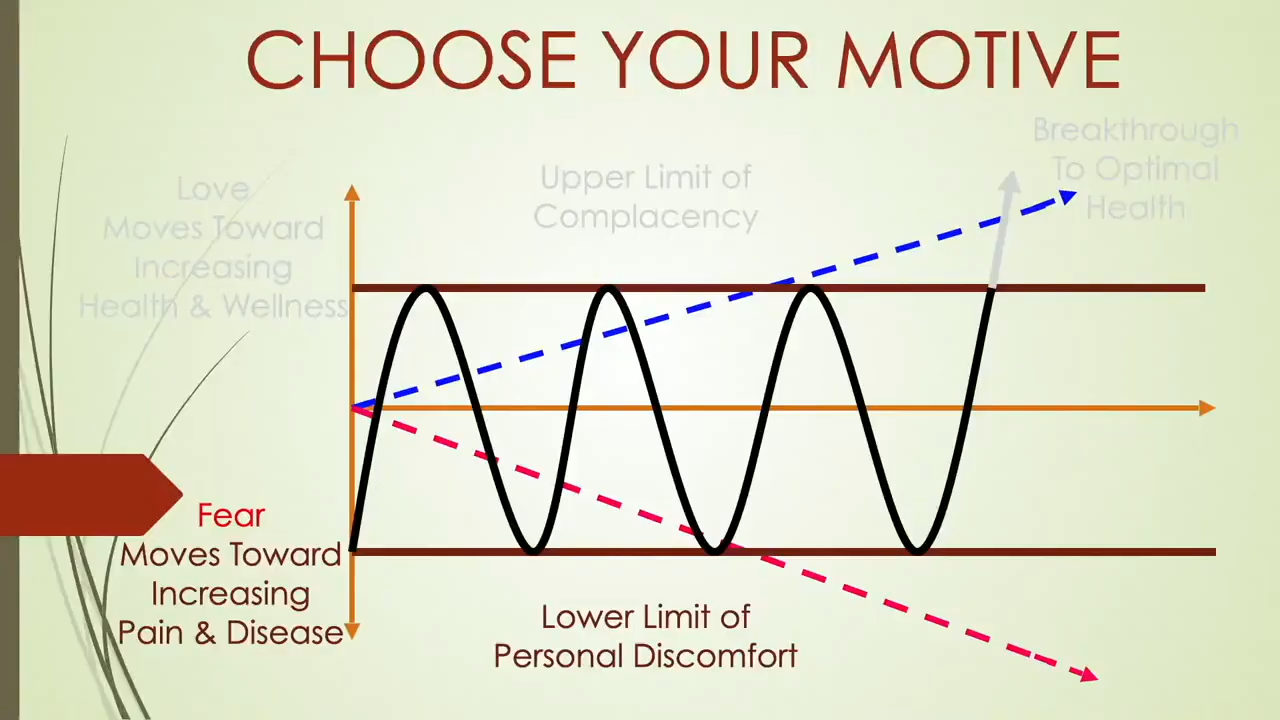 CHOOSE YOUR MOTIVE
Breakthrough
To Optimal
Health
Upper Limit of
Complacency
Love
Moves Toward
Increasing
Health & Wellness
Fear
Moves Toward
Increasing
Pain & Disease
Lower Limit of
Personal Discomfort